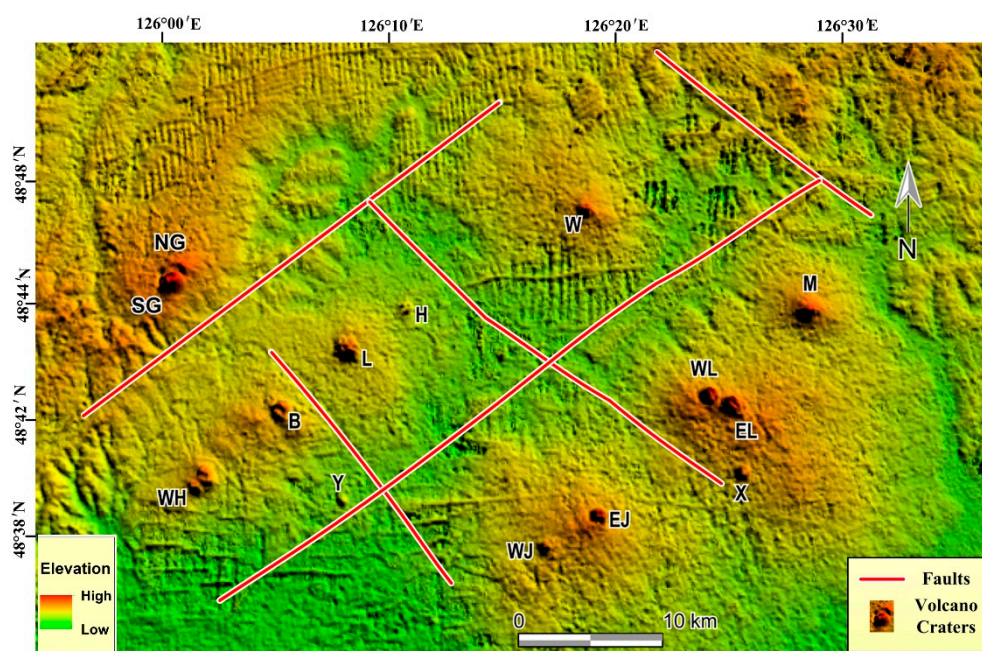 126°00′E 126°10′E 126°20′E 126°30′E
48°48′N
48°44′N
48°42′N
48°38′N
NG
SG
W
N
M
H
L
WL
EL
B
X
WH
Y
EJ
WJ
Elevation
High
Low
0 10 km
Faults
Volcano
Craters